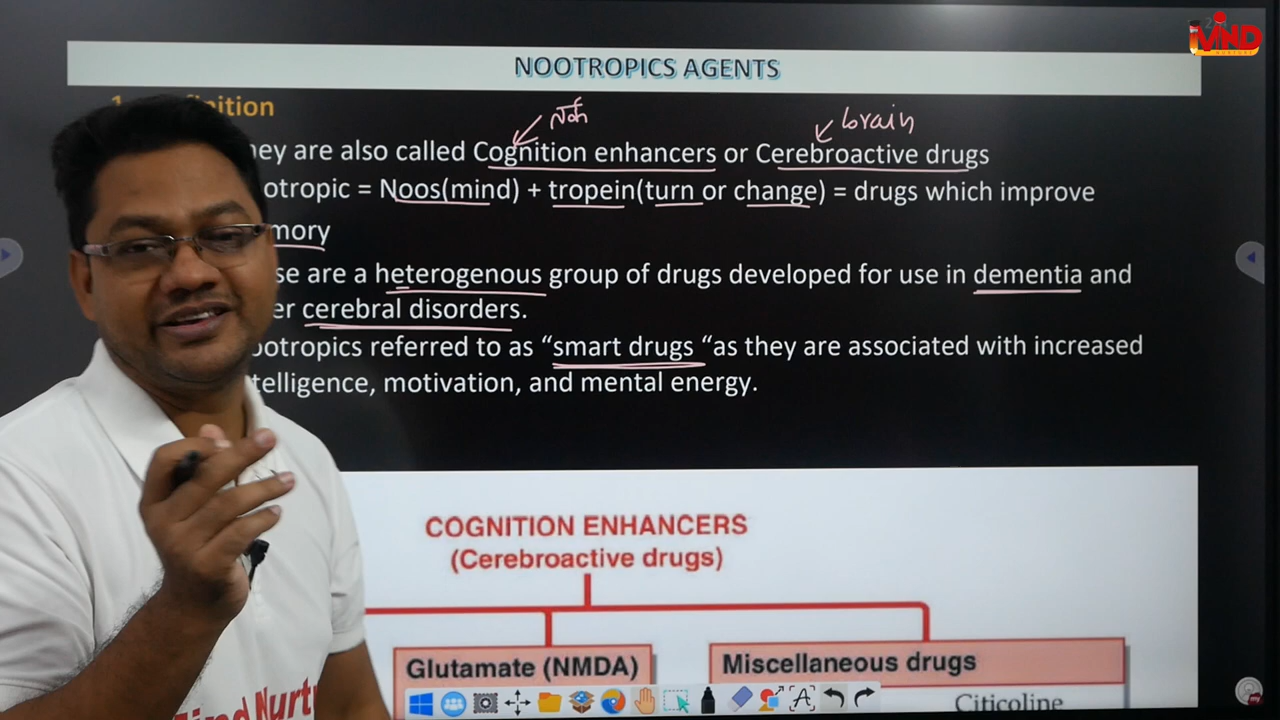 NOOTROPICS AGENTS
1. finition
hey are also called Cognition enhancers or Cerebroactive drugs
brain
otropic = Noos(mind) + tropein(turn or change) = drugs which improve
mory
se are a heterogenous group of drugs developed for use in dementia and
er cerebral disorders.
ootropics referred to as “smart drugs “as they are associated with increased
telligence, motivation, and mental energy.
COGNITION ENHANCERS
(Cerebroactive drugs)
Glutamate (NMDA)
Miscellaneous drugs
Citicoline